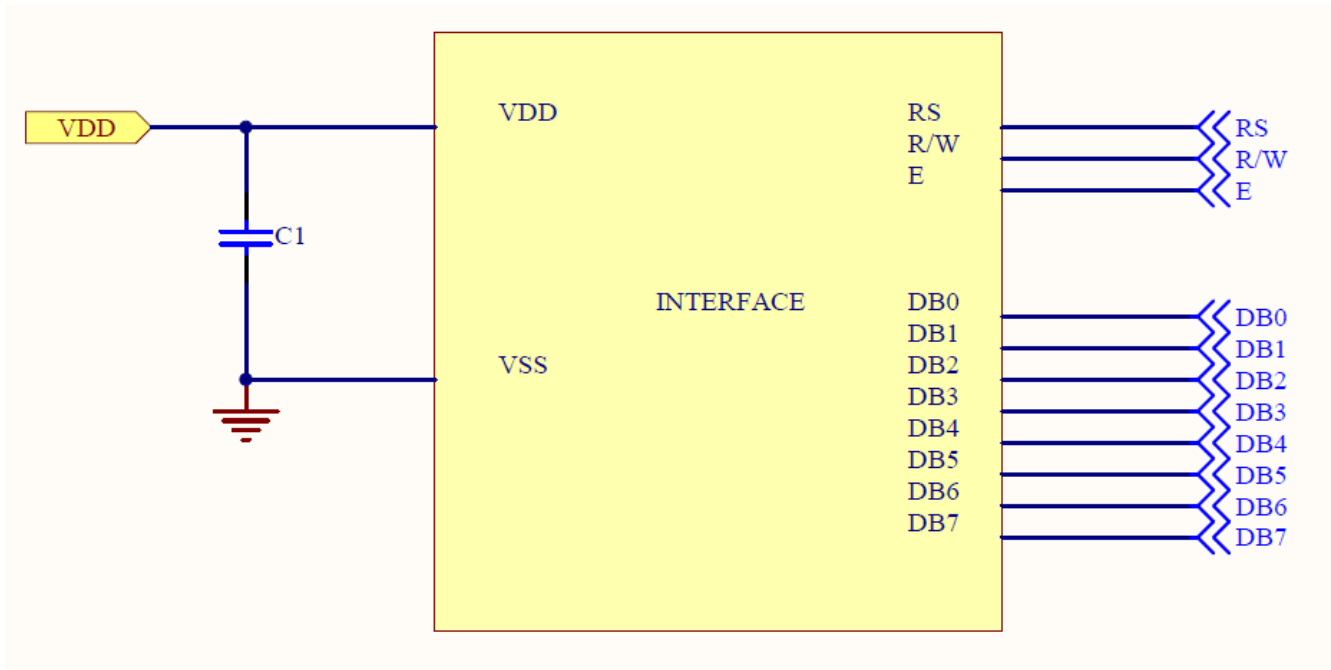 VDD
C1
VDD
VSS
INTERFACE
RS
R/W
E
DB0
DB1
DB2
DB3
DB4
DB5
DB6
DB7
RS
R/W
E
DB0
DB1
DB2
DB3
DB4
DB5
DB6
DB7